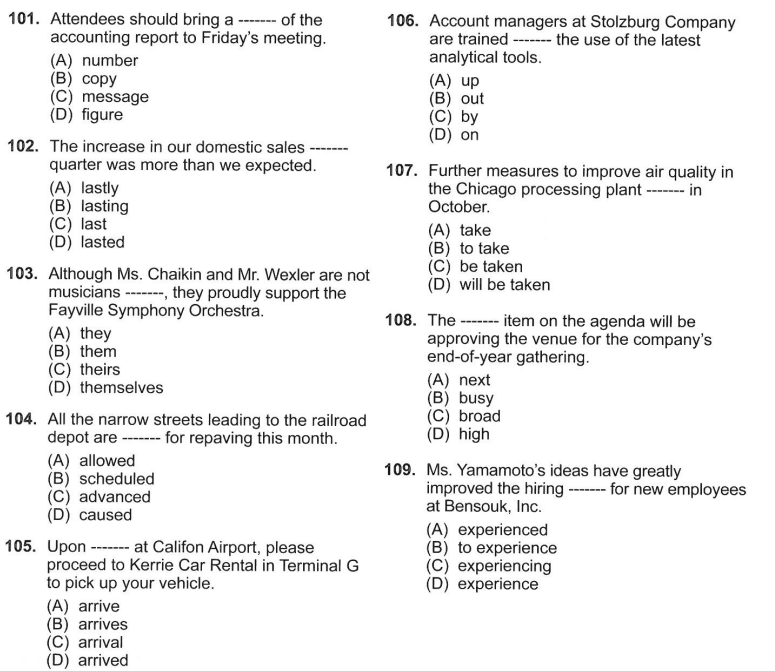 101. Attendees should bring a ------- of the
accounting report to Friday's meeting.
(A) number
(B) copy
(C) message
(D) figure
102. The increase in our domestic sales -------
quarter was more than we expected.
(A) lastly
(B) lasting
(C) last
(D) lasted
103. Although Ms. Chaikin and Mr. Wexler are not
musicians -------, they proudly support the
Fayville Symphony Orchestra.
(A) they
(B) them
(C) theirs
(D) themselves
104. All the narrow streets leading to the railroad
depot are ------- for repaving this month.
(A) allowed
(B) scheduled
(C) advanced
(D) caused
105. Upon ------- at Califon Airport, please
proceed to Kerrie Car Rental in Terminal G
to pick up your vehicle.
(A) arrive
(B) arrives
(C) arrival
(D) arrived
106. Account managers at Stolzburg Company
are trained ------- the use of the latest
analytical tools.
(A) up
(B) out
(C) by
(D) on
107. Further measures to improve air quality in
the Chicago processing plant ------- in
October.
(A) take
(B) to take
(C) be taken
(D) will be taken
108. The ------- item on the agenda will be
approving the venue for the company's
end-of-year gathering.
(A) next
(B) busy
(C) broad
(D) high
109. Ms. Yamamoto's ideas have greatly
improved the hiring ------- for new employees
at Bensouk, Inc.
(A) experienced
(B) to experience
(C) experiencing
(D) experience